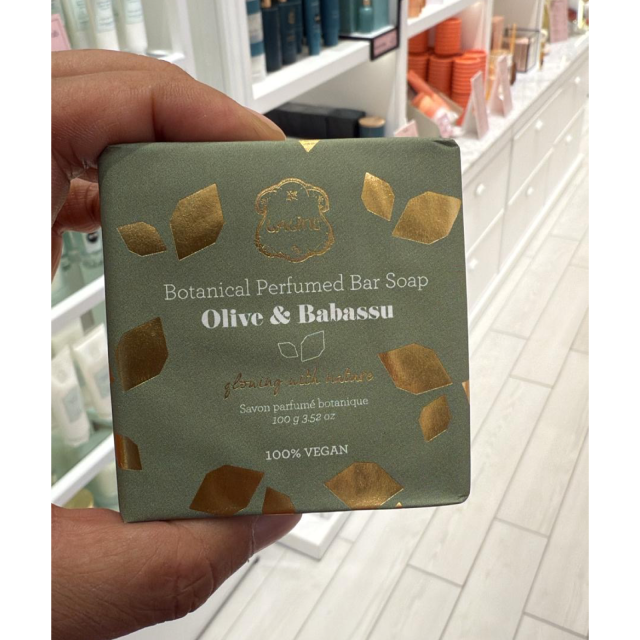 Botanical Perfumed Bar Soap
Olive & Babassu
glowing with nature
Savon parfumé botanique
100 g 3.52 oz
100% VEGAN